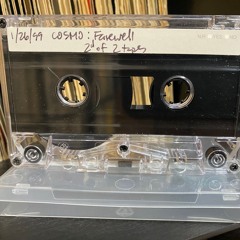 1/26/99 COSMO: Farewell
2 of 2 tapes